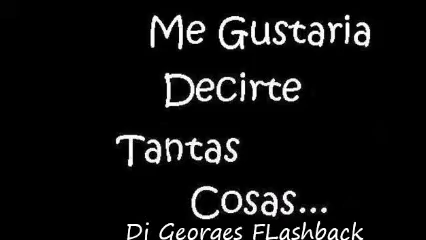 Me Gustaria
Decirte
Tantas
Cosas...
Dj Georges FLashback